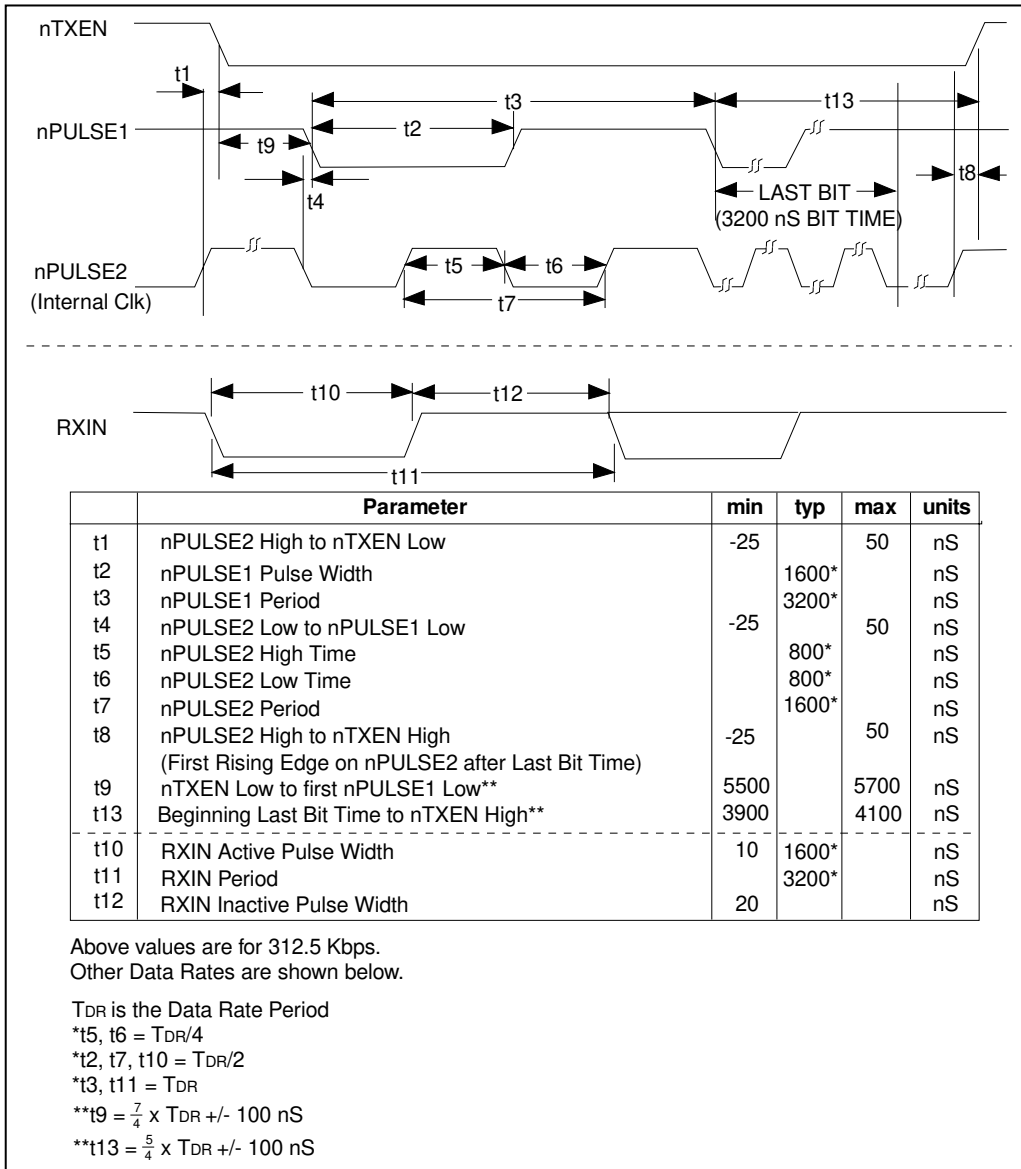 nTXEN
t1
t3
t13
nPULSE1
t2
t9
t8
t4
LAST BIT
(3200 nS BIT TIME)
nPULSE2
(Internal Clk)
t5
t6
t7
t10
t12
RXIN
t11
Parameter min typ max units
t1 nPULSE2 High to nTXEN Low -25 50 nS
t2 nPULSE1 Pulse Width 1600* nS
t3 nPULSE1 Period 3200* nS
t4 nPULSE2 Low to nPULSE1 Low -25 50 nS
t5 nPULSE2 High Time 800* nS
t6 nPULSE2 Low Time 800* nS
t7 nPULSE2 Period 1600* nS
t8 nPULSE2 High to nTXEN High -25 50 nS
(First Rising Edge on nPULSE2 after Last Bit Time)
t9 nTXEN Low to first nPULSE1 Low** 5500 5700 nS
t13 Beginning Last Bit Time to nTXEN High** 3900 4100 nS
t10 RXIN Active Pulse Width 10 1600* nS
t11 RXIN Period 3200* nS
t12 RXIN Inactive Pulse Width 20 nS
Above values are for 312.5 Kbps.
Other Data Rates are shown below.
TDR is the Data Rate Period
*t5, t6 = TDR/4
*t2, t7, t10 = TDR/2
*t3, t11 = TDR
**t9 = 7/4 x TDR +/- 100 nS
**t13 = 5/4 x TDR +/- 100 nS